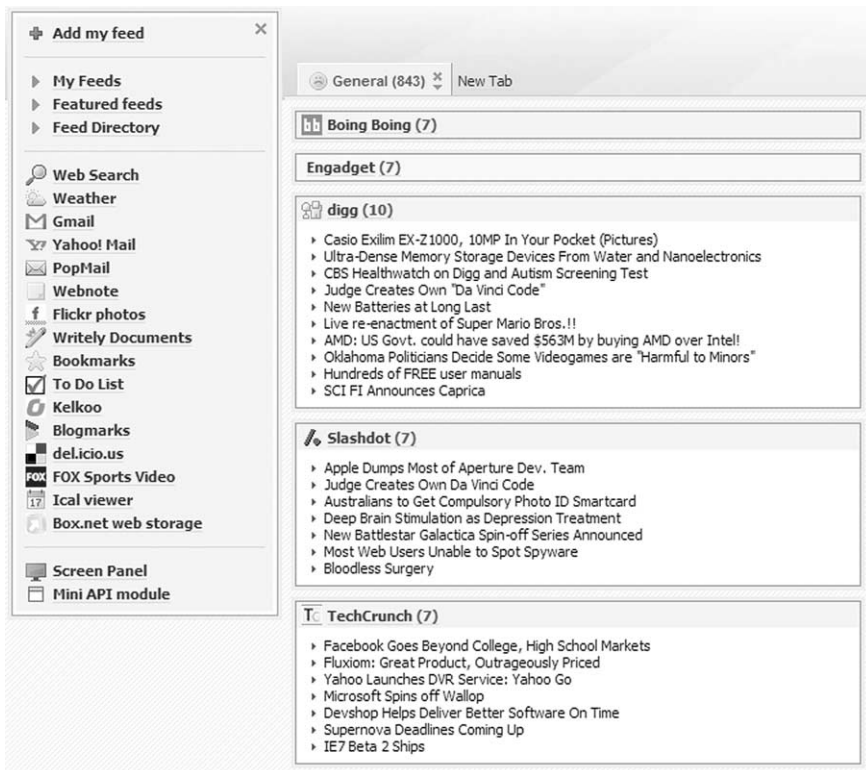 Add my feed
My Feeds
Featured feeds
Feed Directory
Web Search
Weather
Gmail
Yahoo! Mail
PopMail
Webnote
Flickr photos
Writely Documents
Bookmarks
To Do List
Kelkoo
Blogmarks
del.icio.us
FOX FOX Sports Video
17 Ical viewer
Box.net web storage
Screen Panel
Mini API module
General (843) New Tab
bb Boing Boing (7)
Engadget (7)
digg (10)
Casio Exilim EX-Z1000, 10MP In Your Pocket (Pictures)
Ultra-Dense Memory Storage Devices From Water and Nanoelectronics
CBS Healthwatch on Digg and Autism Screening Test
Judge Creates Own "Da Vinci Code"
New Batteries at Long Last
Live re-enactment of Super Mario Bros.!!
AMD: US Govt. could have saved $563M by buying AMD over Intel!
Oklahoma Politicians Decide Some Videogames are "Harmful to Minors"
Hundreds of FREE user manuals
SCI FI Announces Caprica
Slashdot (7)
Apple Dumps Most of Aperture Dev. Team
Judge Creates Own Da Vinci Code
Australians to Get Compulsory Photo ID Smartcard
Deep Brain Stimulation as Depression Treatment
New Battlestar Galactica Spin-off Series Announced
Most Web Users Unable to Spot Spyware
Bloodless Surgery
TC TechCrunch (7)
Facebook Goes Beyond College, High School Markets
Fluxiom: Great Product, Outrageously Priced
Yahoo Launches DVR Service: Yahoo Go
Microsoft Spins off Wallop
Devshop Helps Deliver Better Software On Time
Supernova Deadlines Coming Up
IE7 Beta 2 Ships